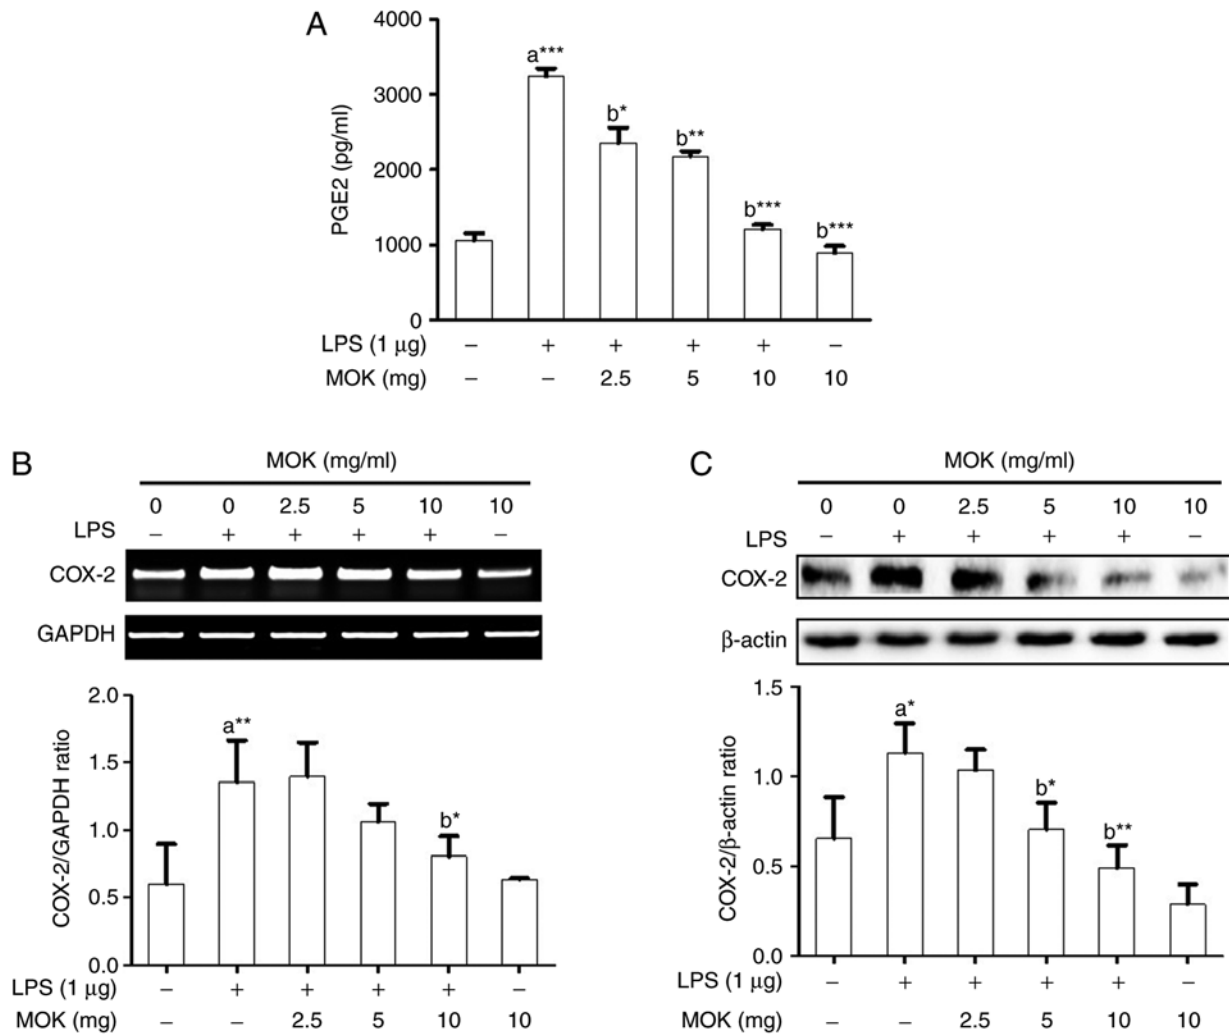 A
4000
3000
2000
1000
0
PGE2 (pg/ml)
a***
b*
b**
b***
b***
LPS (1 µg) – + + + + –
MOK (mg) – – 2.5 5 10 10
B
MOK (mg/ml)
0 0 2.5 5 10 10
LPS – + + + + –
COX-2
GAPDH
2.0
1.5
1.0
0.5
0.0
COX-2/GAPDH ratio
a**
b*
LPS (1 µg) – + + + + –
MOK (mg) – – 2.5 5 10 10
C
MOK (mg/ml)
0 0 2.5 5 10 10
LPS – + + + + –
COX-2
β-actin
1.5
1.0
0.5
0.0
COX-2/β-actin ratio
a*
b*
b**
LPS (1 µg) – + + + + –
MOK (mg) – – 2.5 5 10 10